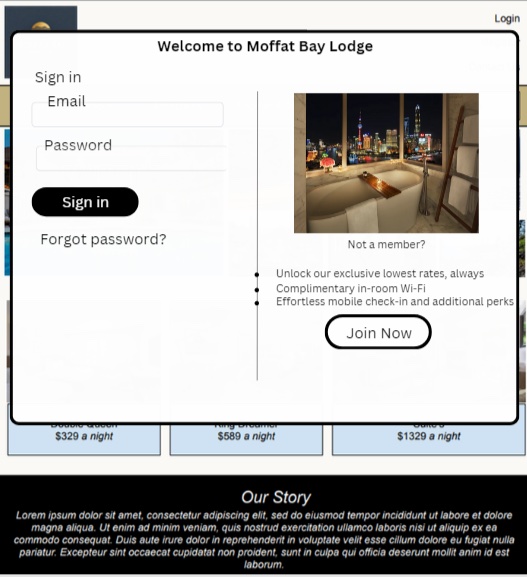 Login
Welcome to Moffat Bay Lodge
Sign in
Email
Password
Sign in
Forgot password?
Not a member?
Unlock our exclusive lowest rates, always
Complimentary in-room Wi-Fi
Effortless mobile check-in and additional perks
Join Now
Double Queen
King Dreamer
$329 a night
$589 a night
$1329 a night
Our Story
Lorem ipsum dolor sit amet, consectetur adipiscing elit, sed do eiusmod tempor incididunt ut labore et dolore
magna aliqua. Ut enim ad minim veniam, quis nostrud exercitation ullamco laboris nisi ut aliquip ex ea
commodo consequat. Duis aute irure dolor in reprehenderit in voluptate velit esse cillum dolore eu fugiat nulla
pariatur. Excepteur sint occaecat cupidatat non proident, sunt in culpa qui officia deserunt mollit anim id est
laborum.